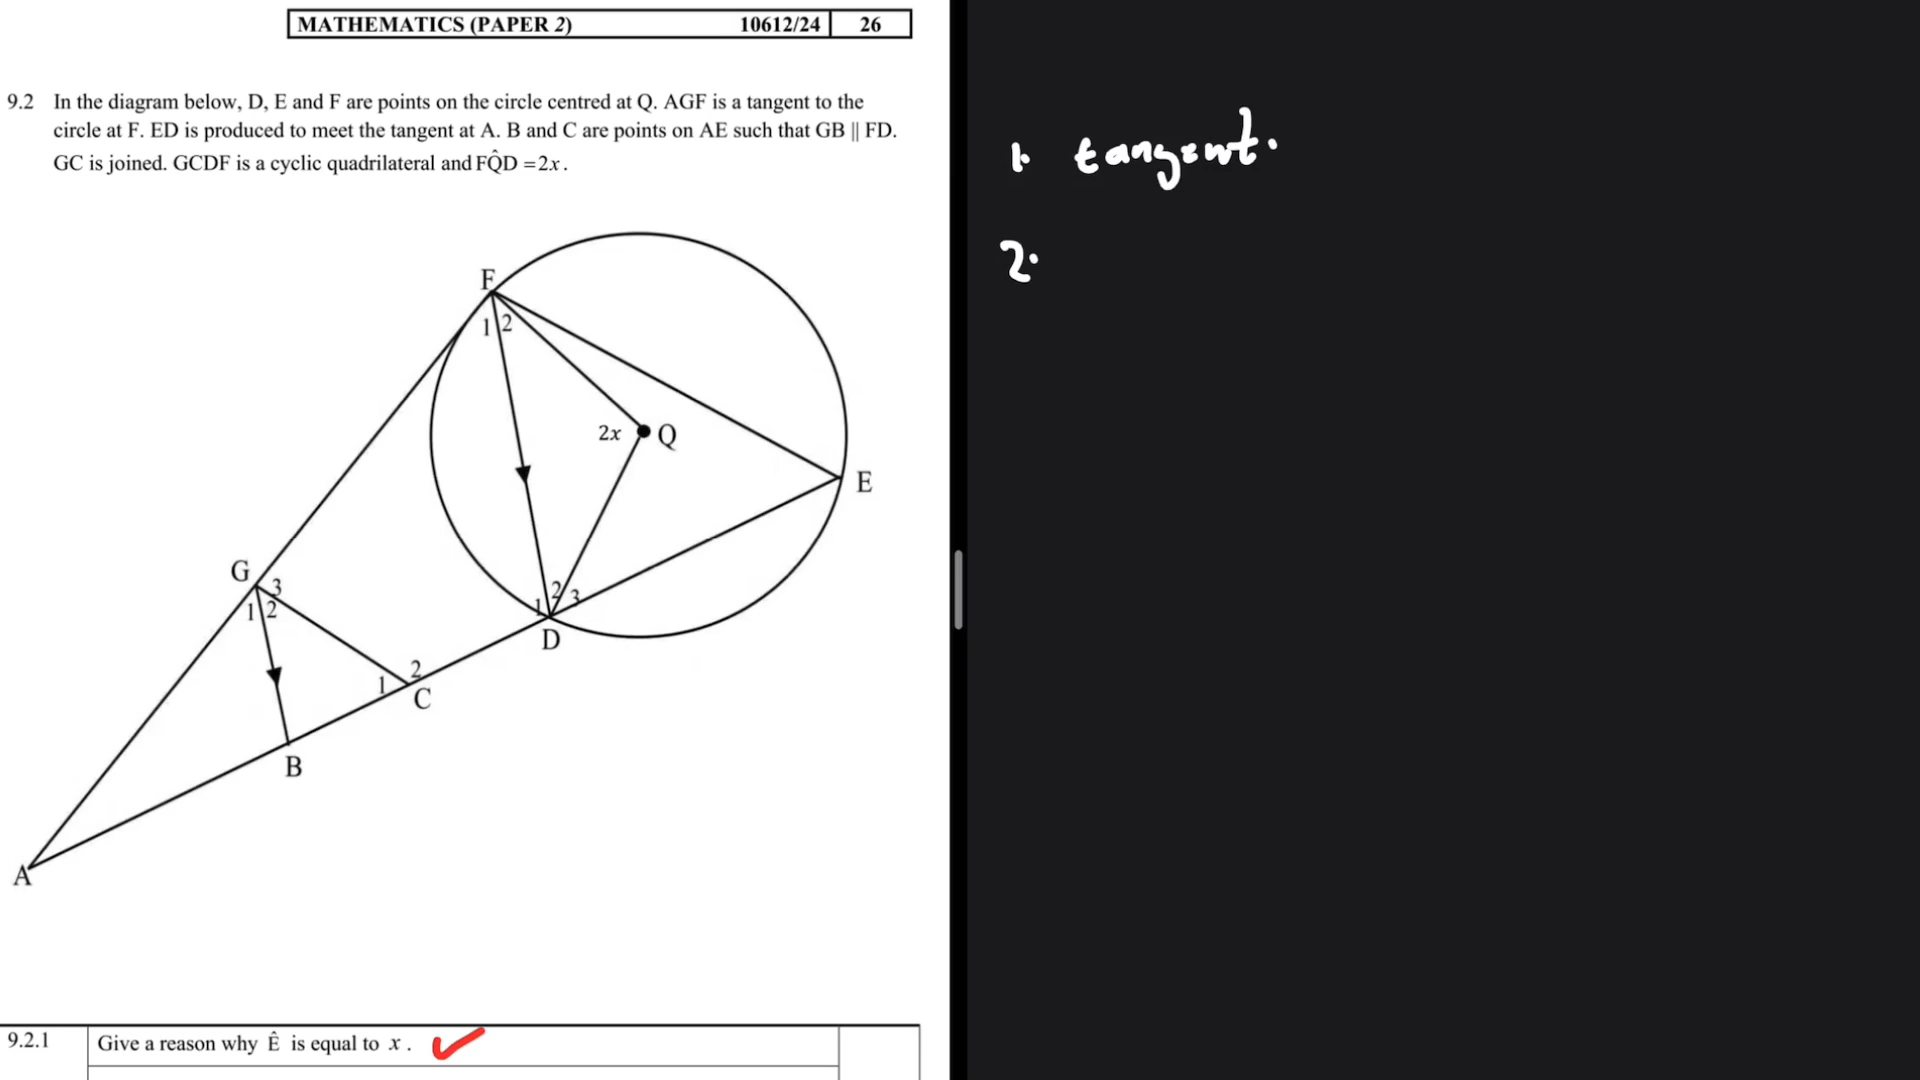 MATHEMATICS (PAPER 2) 10612/24 26
9.2 In the diagram below, D, E and F are points on the circle centred at Q. AGF is a tangent to the
circle at F. ED is produced to meet the tangent at A. B and C are points on AE such that GB || FD.
GC is joined. GCDF is a cyclic quadrilateral and FQ̂D = 2x.
1. tangent.
2.
F
1 2
2x Q
E
G
3
1 2
2
1 3
D
2
1
C
B
A
9.2.1 Give a reason why Ê is equal to x.